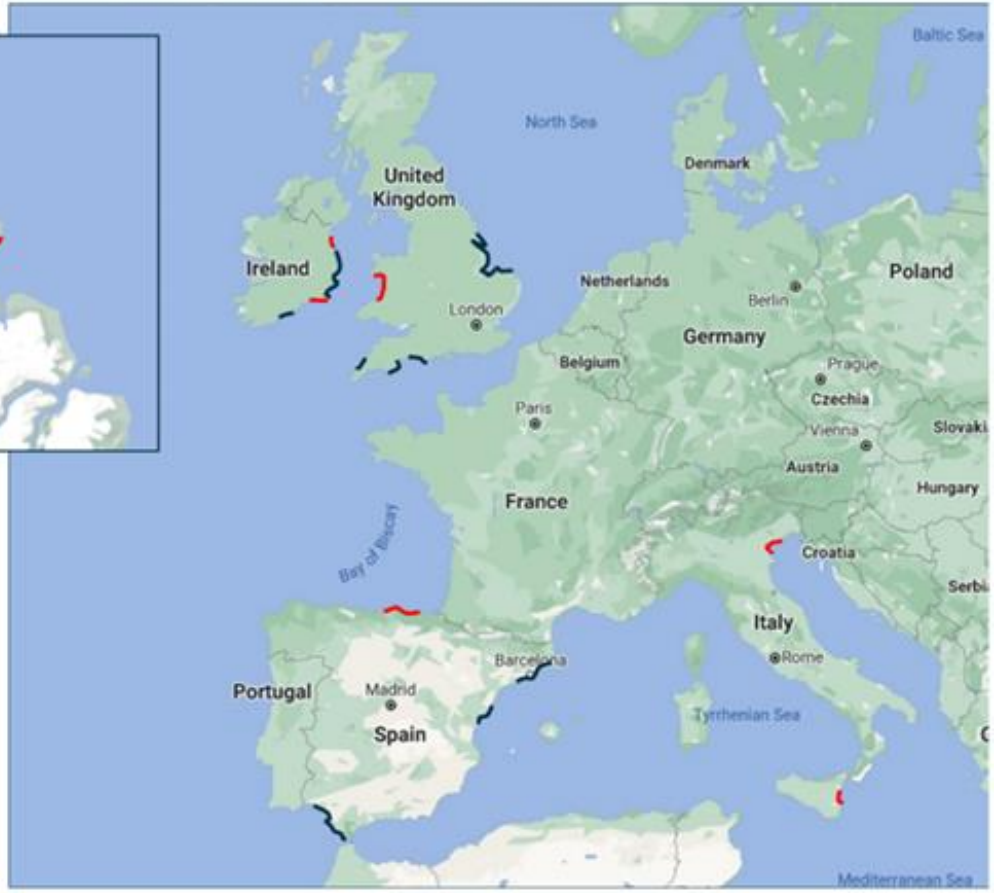 Baltic Sea
North Sea
Denmark
United
Kingdom
Ireland
Poland
Netherlands
Berlin
London
Germany
Belgium
Prague
Czechia
Paris
Vienna
Slovaki
Austria
Hungary
France
Bay of Biscay
Croatia
Serbi
Italy
Rome
Barcelona
Portugal
Madrid
Tyrrhenian Sea
Spain
Mediterranean Sea